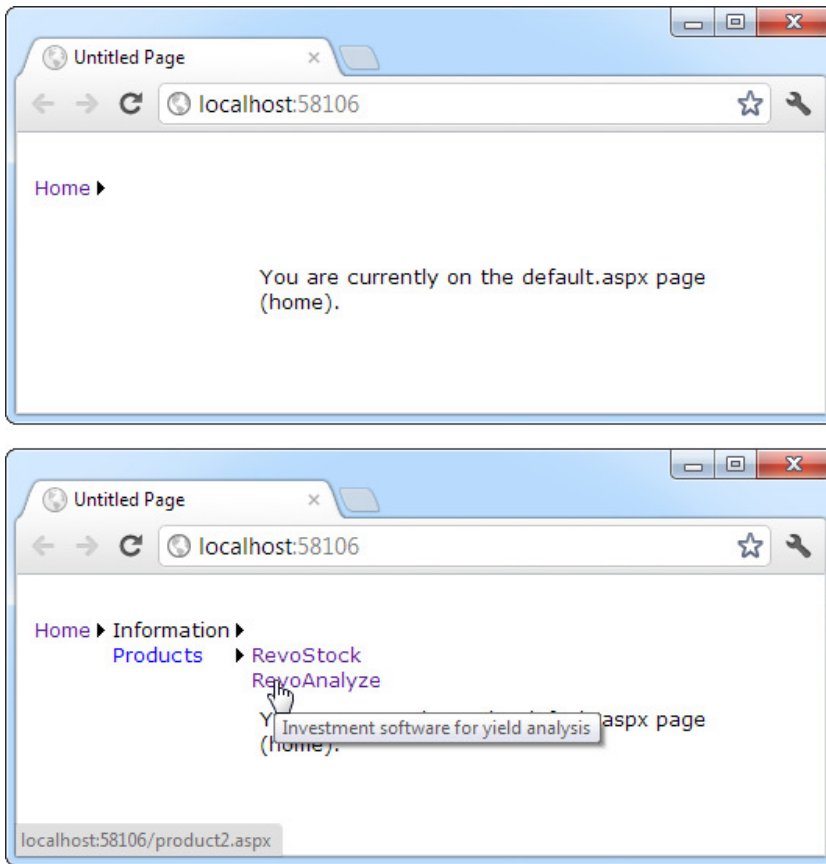 Untitled Page
localhost:58106
Home
You are currently on the default.aspx page
(home).
Untitled Page
localhost:58106
Home Information
Products RevoStock
RevoAnalyze
Investment software for yield analysis
aspx page
(home).
localhost:58106/product2.aspx